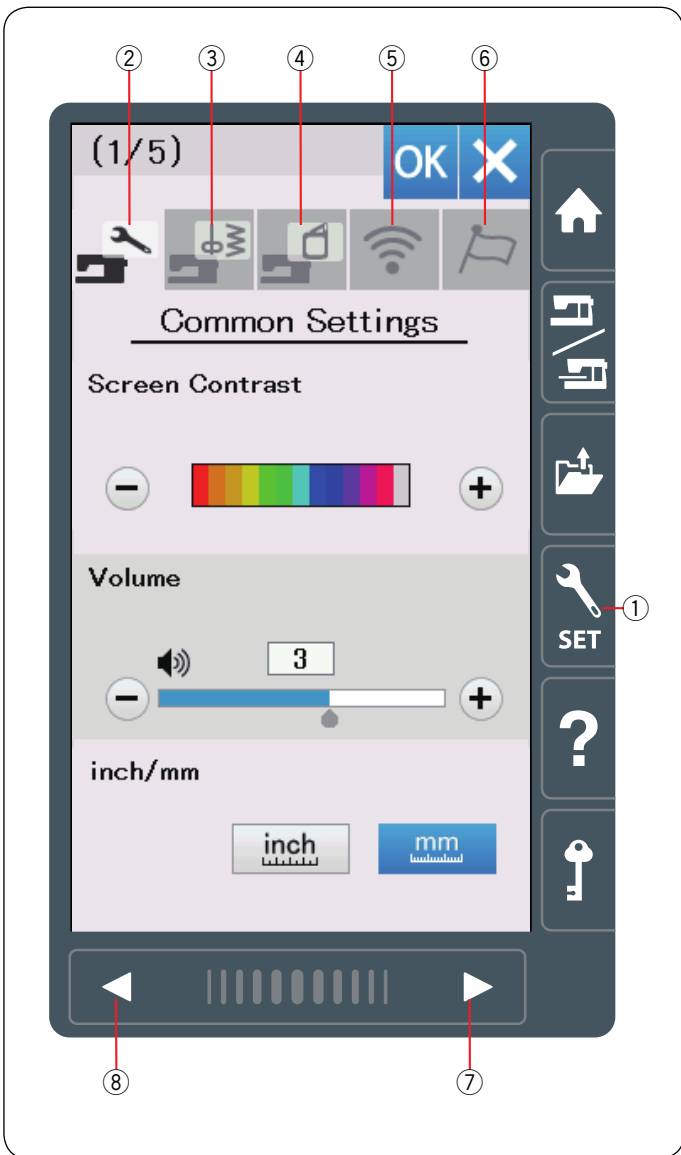 ② ③ ④ ⑤ ⑥
(1/5) OK
Common Settings
Screen Contrast
Volume
3
SET
①
inch/mm
inch mm
?
⑧ ⑦